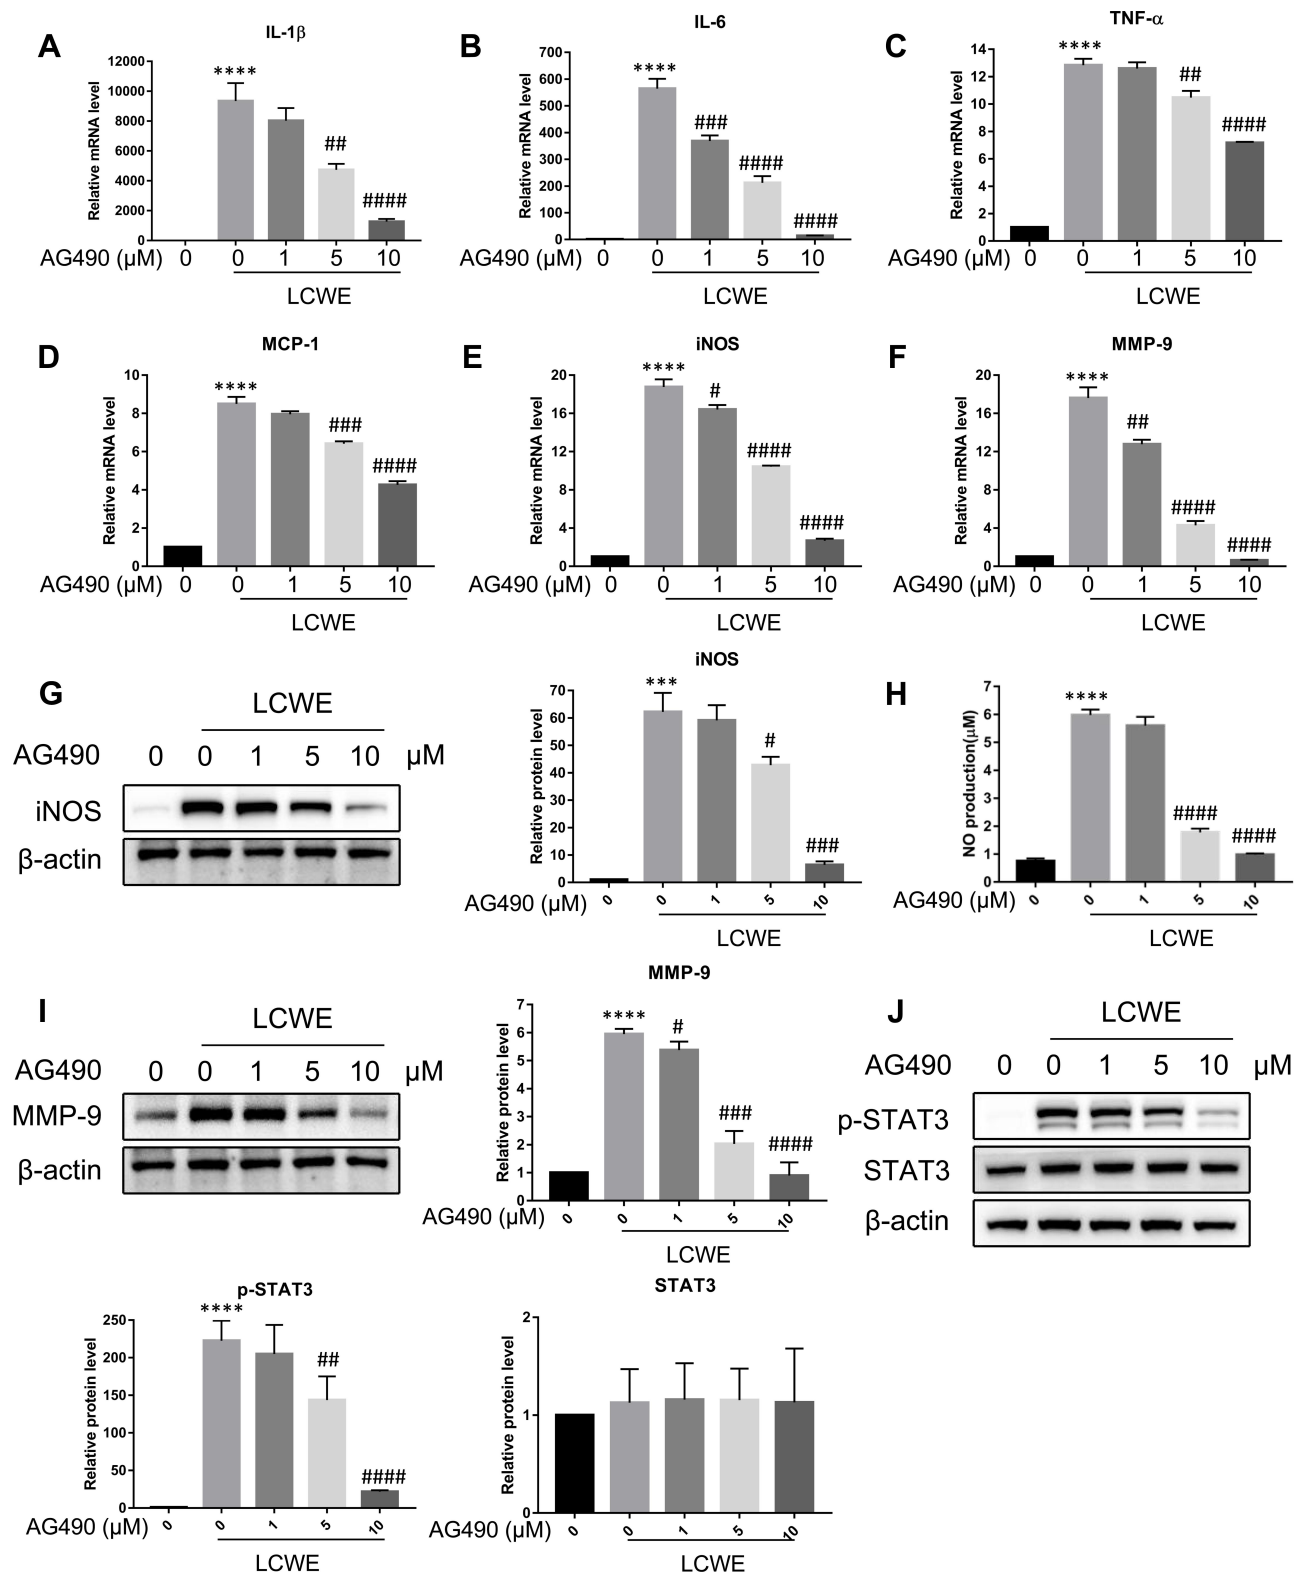 A
IL-1β
Relative mRNA level
12000
10000
8000
6000
4000
2000
0
****
##
####
AG490 (μM) 0 0 1 5 10
LCWE
B
IL-6
Relative mRNA level
700
600
500
400
300
200
100
0
****
###
####
####
AG490 (μM) 0 0 1 5 10
LCWE
C
TNF-α
Relative mRNA level
14
12
10
8
6
4
2
0
****
##
####
AG490 (μM) 0 0 1 5 10
LCWE
D
MCP-1
Relative mRNA level
10
8
6
4
2
0
****
###
####
AG490 (μM) 0 0 1 5 10
LCWE
E
iNOS
Relative mRNA level
20
16
12
8
4
0
****
#
####
####
AG490 (μM) 0 0 1 5 10
LCWE
F
MMP-9
Relative mRNA level
20
16
12
8
4
0
****
##
####
####
AG490 (μM) 0 0 1 5 10
LCWE
G
LCWE
AG490 0 0 1 5 10 μM
iNOS
β-actin
iNOS
Relative protein level
70
60
50
40
30
20
10
0
***
#
###
AG490 (μM) 0 0 1 5 10
LCWE
H
NO production(μM)
7
6
5
4
3
2
1
0
****
####
####
AG490 (μM) 0 0 1 5 10
LCWE
I
LCWE
AG490 0 0 1 5 10 μM
MMP-9
β-actin
MMP-9
Relative protein level
7
6
5
4
3
2
1
0
****
#
###
####
AG490 (μM) 0 0 1 5 10
LCWE
J
LCWE
AG490 0 0 1 5 10 μM
p-STAT3
STAT3
β-actin
p-STAT3
Relative protein level
250
200
150
100
50
0
****
##
####
AG490 (μM) 0 0 1 5 10
LCWE
STAT3
Relative protein level
2
1
0
AG490 (μM) 0 0 1 5 10
LCWE